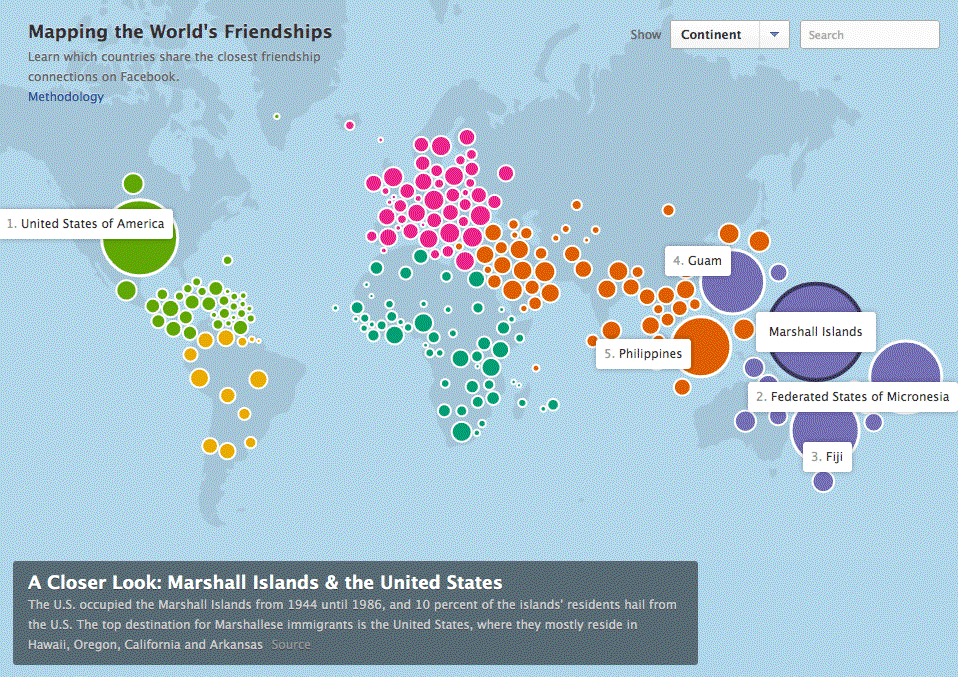 Mapping the World's Friendships
Learn which countries share the closest friendship
connections on Facebook.
Methodology
Show Continent Search
1. United States of America
4. Guam
Marshall Islands
5. Philippines
2. Federated States of Micronesia
3. Fiji
A Closer Look: Marshall Islands & the United States
The U.S. occupied the Marshall Islands from 1944 until 1986, and 10 percent of the islands' residents hail from
the U.S. The top destination for Marshallese immigrants is the United States, where they mostly reside in
Hawaii, Oregon, California and Arkansas Source